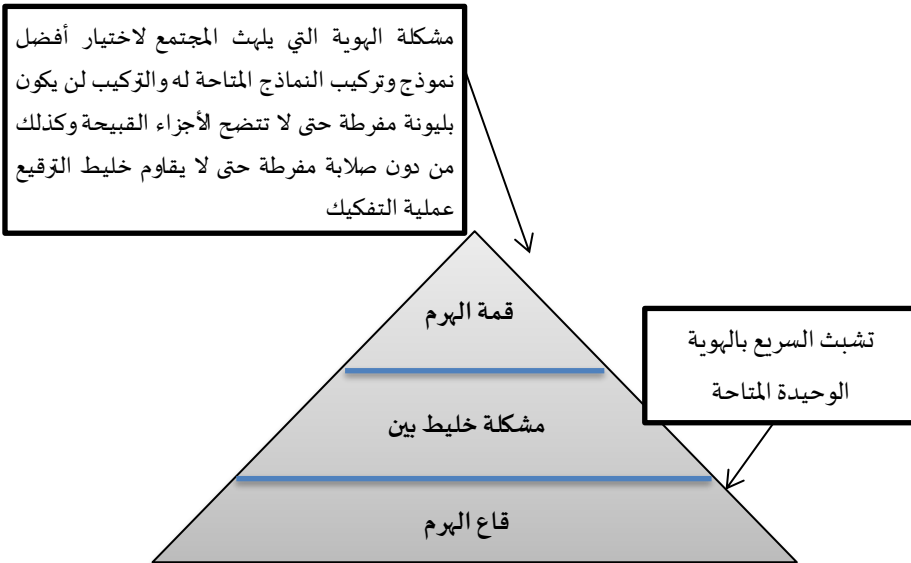 مشكلة الهوية التي يلهث المجتمع لاختيار أفضل
نموذج وتركيب النماذج المتاحة له والتركيب لن يكون
بليونة مفرطة حتى لا تتضح الأجزاء القبيحة وكذلك
من دون صلابة مفرطة حتى لا يقاوم خليط الترقيع
عملية التفكيك
قمة الهرم
تشبث السريع بالهوية
الوحيدة المتاحة
مشكلة خليط بين
قاع الهرم